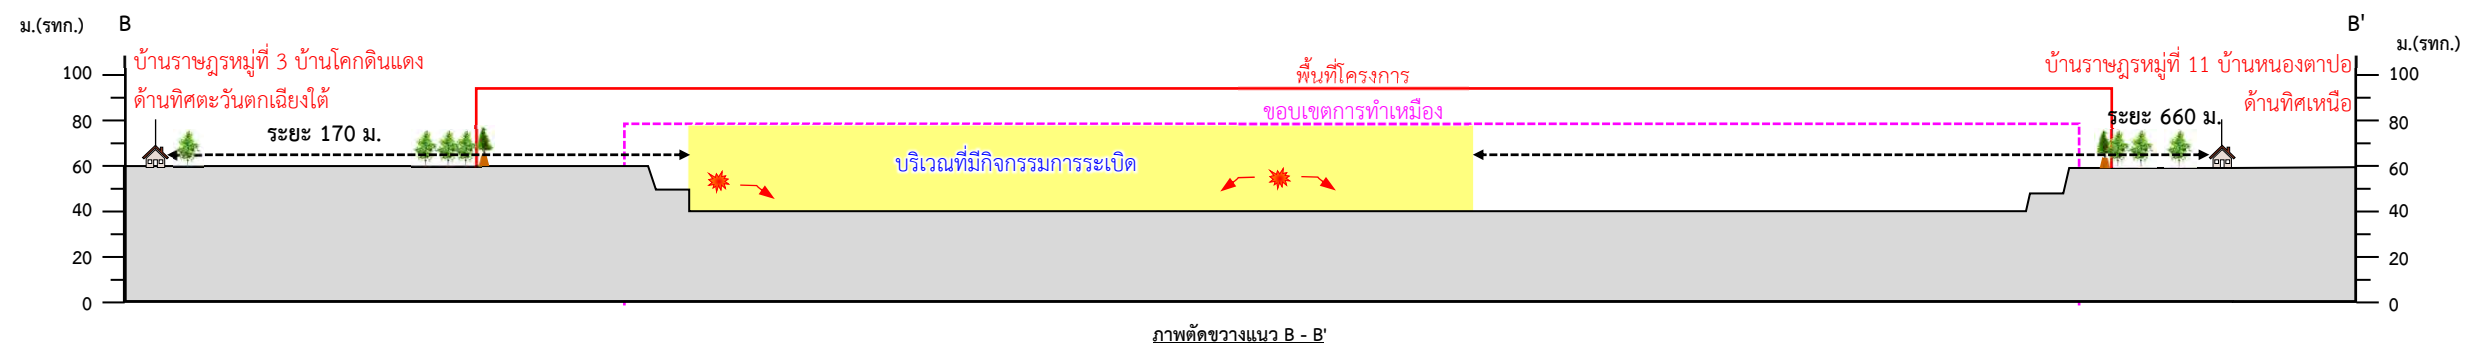 ม.(รทก.)
B
B'
ม.(รทก.)
บ้านราษฎรหมู่ที่ 3 บ้านโคกดินแดง
ด้านทิศตะวันตกเฉียงใต้
ระยะ 170 ม.
พื้นที่โครงการ
ขอบเขตการทำเหมือง
บริเวณที่มีกิจกรรมการระเบิด
บ้านราษฎรหมู่ที่ 11 บ้านหนองตาปอ
ด้านทิศเหนือ
ระยะ 660 ม.
100
80
60
40
20
0
100
80
60
40
20
0
ภาพตัดขวางแนว B - B'